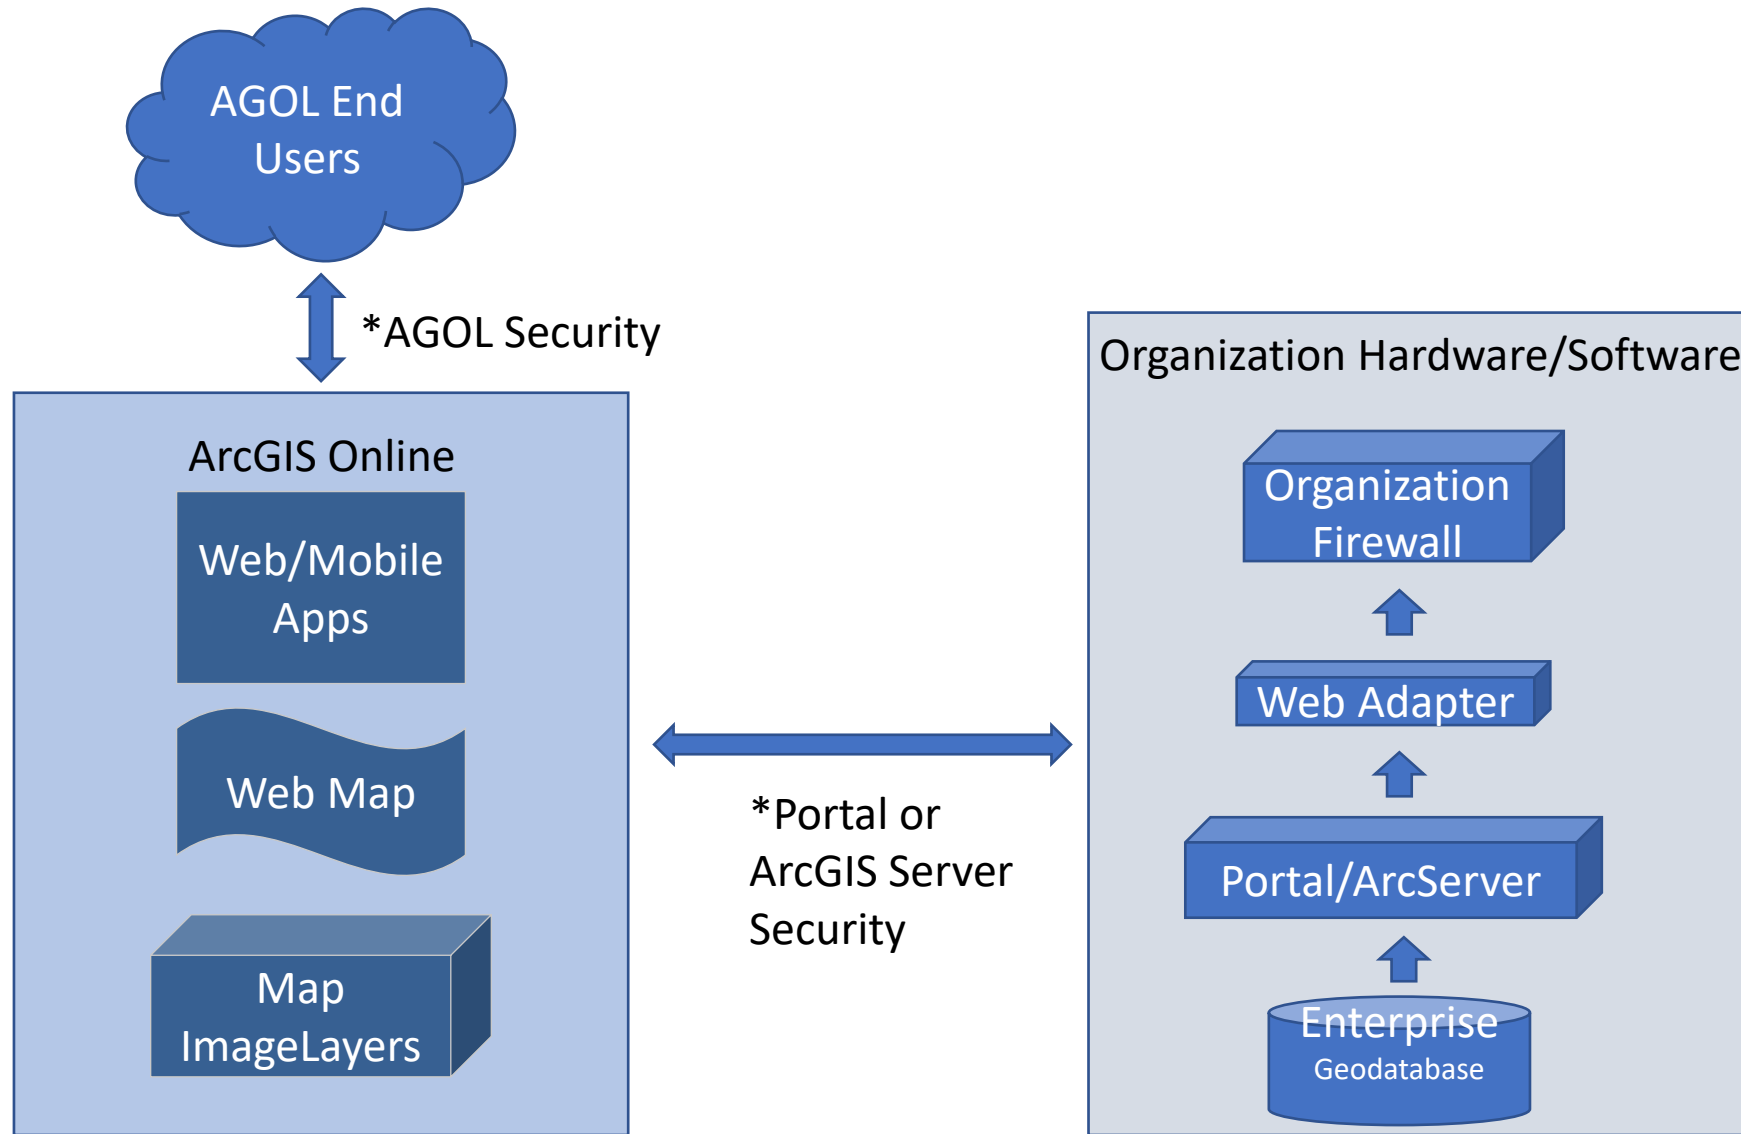 AGOL End
Users
*AGOL Security
ArcGIS Online
Web/Mobile
Apps
Web Map
Map
ImageLayers
*Portal or
ArcGIS Server
Security
Organization Hardware/Software
Organization
Firewall
Web Adapter
Portal/ArcServer
Enterprise
Geodatabase